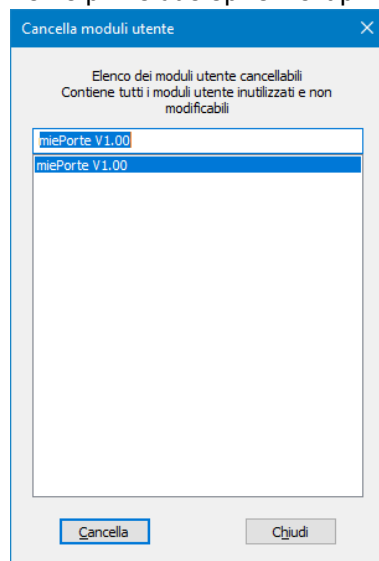 Cancella moduli utente
Elenco dei moduli utente cancellabili
Contiene tutti i moduli utente inutilizzati e non
modificabili
miePorte V1.00
miePorte V1.00
Cancella
Chiudi